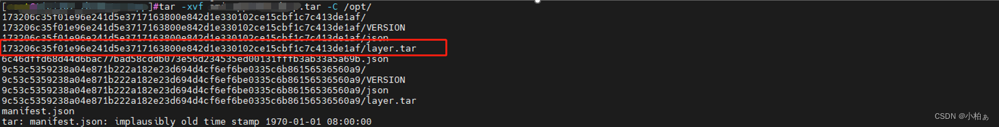 ]#tar -xvf .tar -C /opt/
173206c35f01e96e241d5e3717163800e842d1e330102ce15cbf1c7c413de1af/
173206c35f01e96e241d5e3717163800e842d1e330102ce15cbf1c7c413de1af/VERSION
173206c35f01e96e241d5e3717163800e842d1e330102ce15cbf1c7c413de1af/json
173206c35f01e96e241d5e3717163800e842d1e330102ce15cbf1c7c413de1af/layer.tar
6c46dffd68d44d6bac77bad58cddb073e56d234535ed00131fffb3ab33a5a69b.json
9c53c5359238a04e871b222a182e23d694d4cf6ef6be0335c6b86156536560a9/
9c53c5359238a04e871b222a182e23d694d4cf6ef6be0335c6b86156536560a9/VERSION
9c53c5359238a04e871b222a182e23d694d4cf6ef6be0335c6b86156536560a9/json
9c53c5359238a04e871b222a182e23d694d4cf6ef6be0335c6b86156536560a9/layer.tar
manifest.json
tar: manifest.json: implausibly old time stamp 1970-01-01 08:00:00
CSDN @小柏ぁ